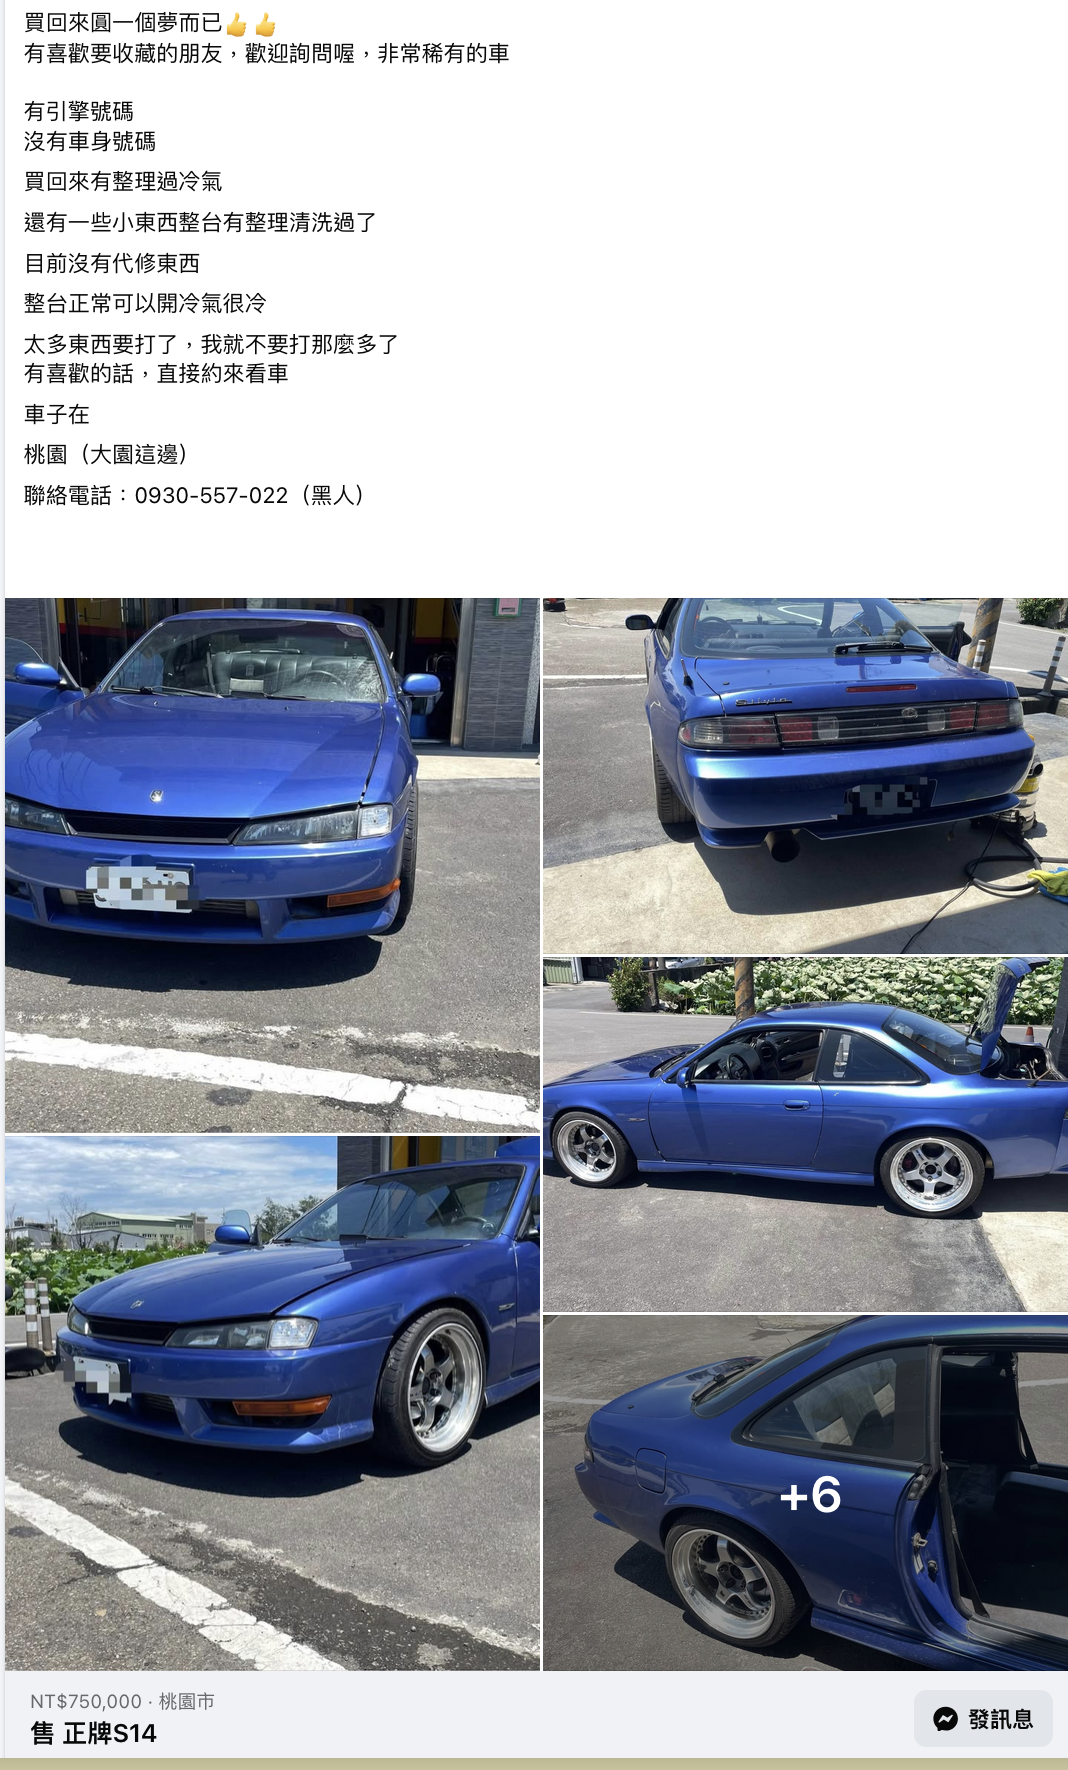 買回來圓一個夢而已👍👍
有喜歡要收藏的朋友，歡迎詢問喔，非常稀有的車
有引擎號碼
沒有車身號碼
買回來有整理過冷氣
還有一些小東西整台有整理清洗過了
目前沒有代修東西
整台正常可以開冷氣很冷
太多東西要打了，我就不要打那麼多了
有喜歡的話，直接約來看車
車子在
桃園（大園這邊）
聯絡電話：0930-557-022（黑人）
Silvia
+6
NT$750,000 · 桃園市
售 正牌S14
發訊息